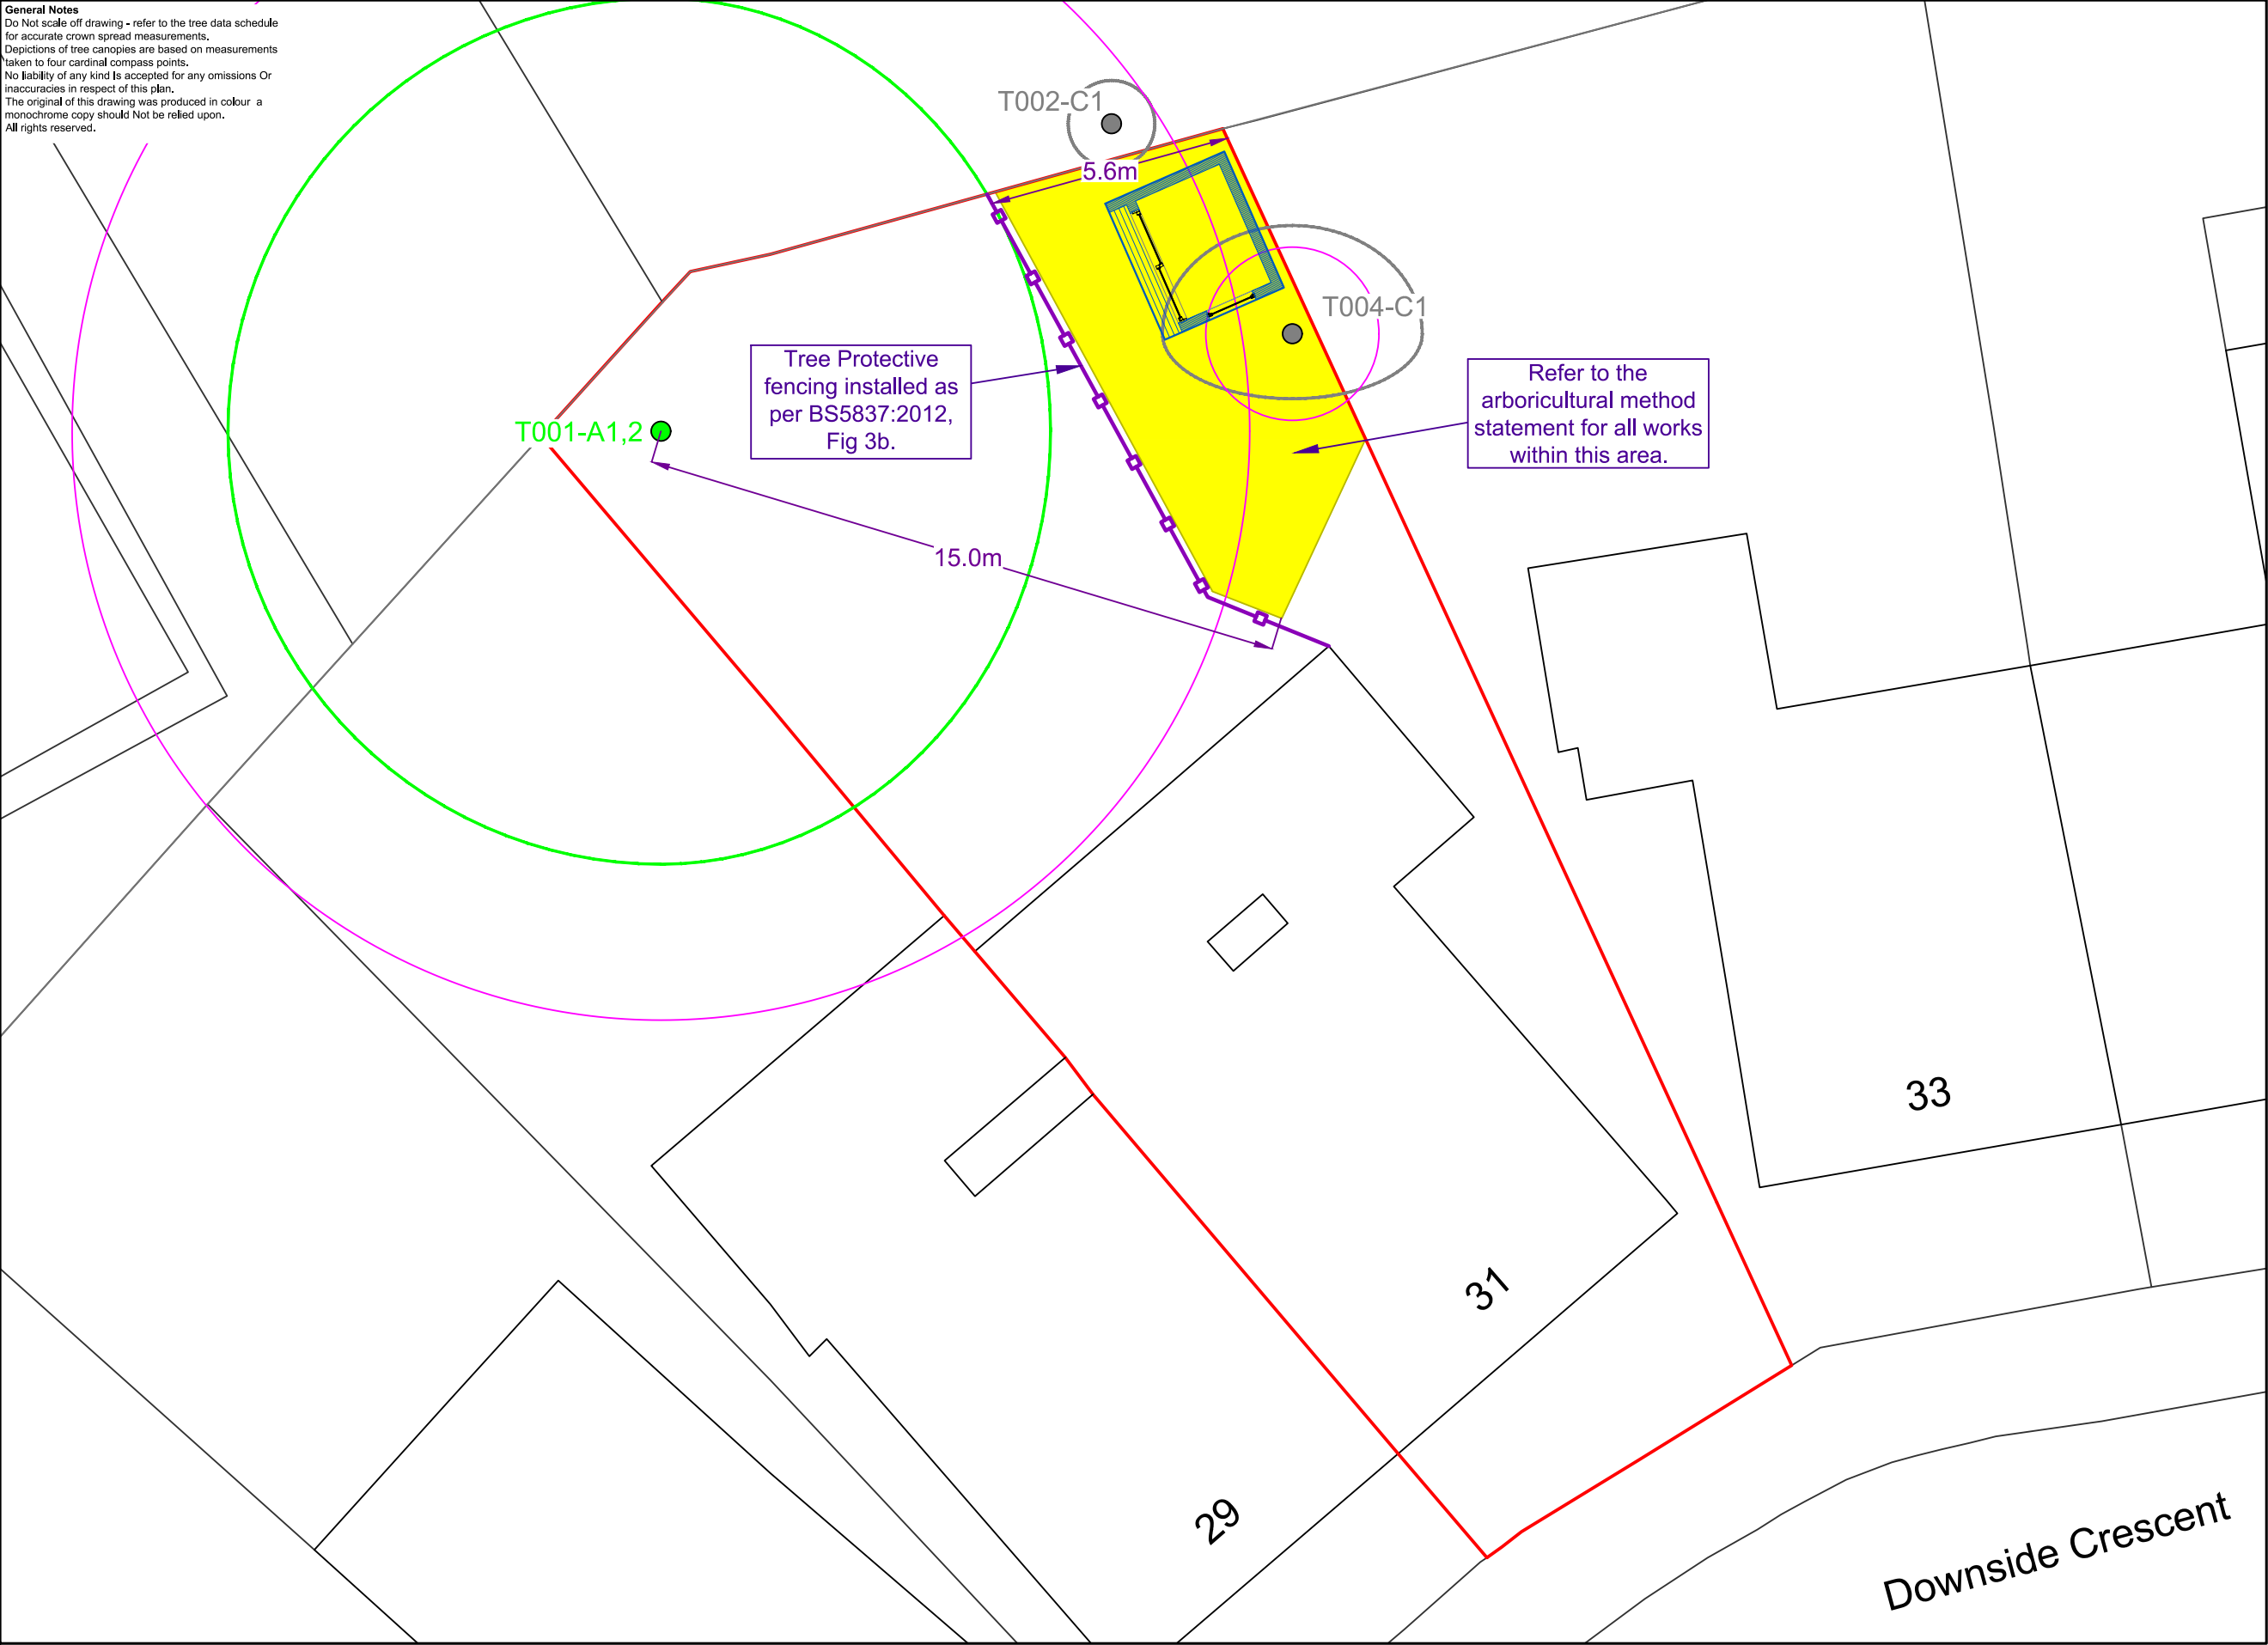 General Notes
Do Not scale off drawing - refer to the tree data schedule
for accurate crown spread measurements.
Depictions of tree canopies are based on measurements
taken to four cardinal compass points.
No liability of any kind Is accepted for any omissions Or
inaccuracies in respect of this plan.
The original of this drawing was produced in colour a
monochrome copy should Not be relied upon.
All rights reserved.
T002-C1
5.6m
T004-C1
Tree Protective
fencing installed as
per BS5837:2012,
Fig 3b.
Refer to the
arboricultural method
statement for all works
within this area.
T001-A1,2
15.0m
33
31
29
Downside Crescent